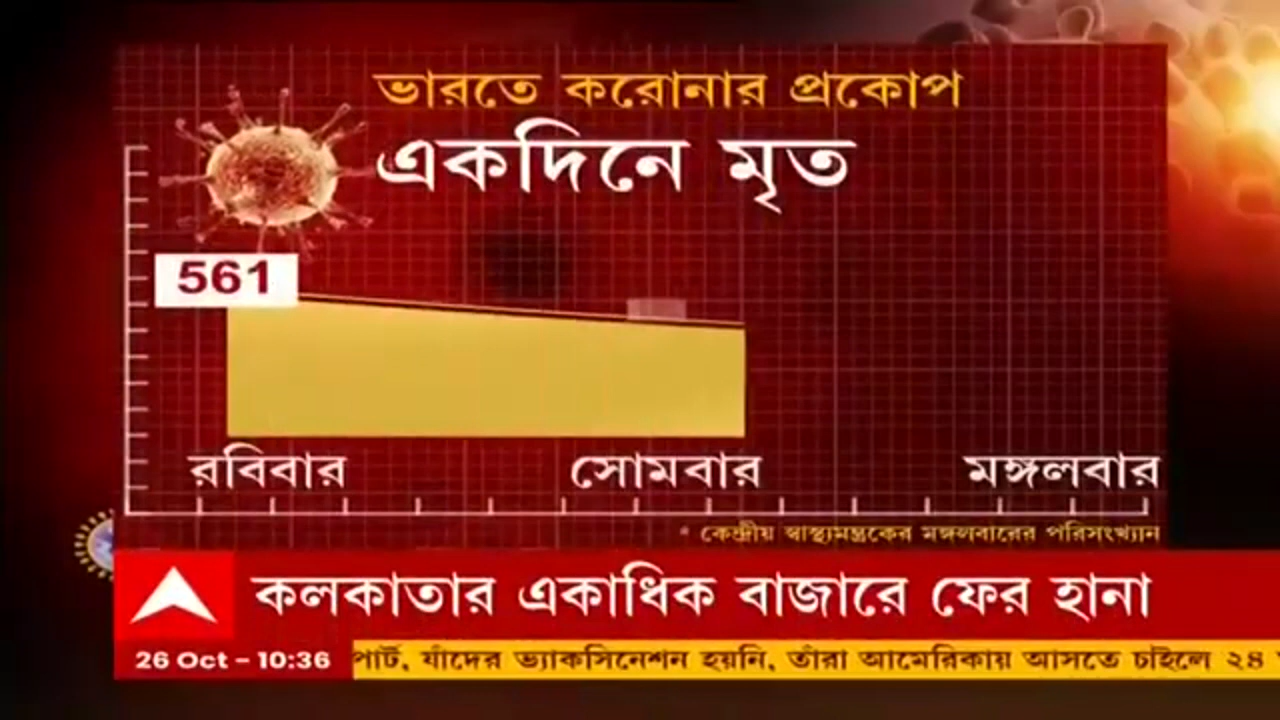 ভারতে করোনার প্রকোপ
একদিনে মৃত
561
রবিবার সোমবার মঙ্গলবার
* কেন্দ্রীয় স্বাস্থ্যমন্ত্রকের মঙ্গলবারের পরিসংখ্যান
কলকাতার একাধিক বাজারে ফের হানা
26 Oct – 10:36 পার্ট, যাঁদের ভ্যাকসিনেশন হয়নি, তাঁরা আমেরিকায় আসতে চাইলে ২৪